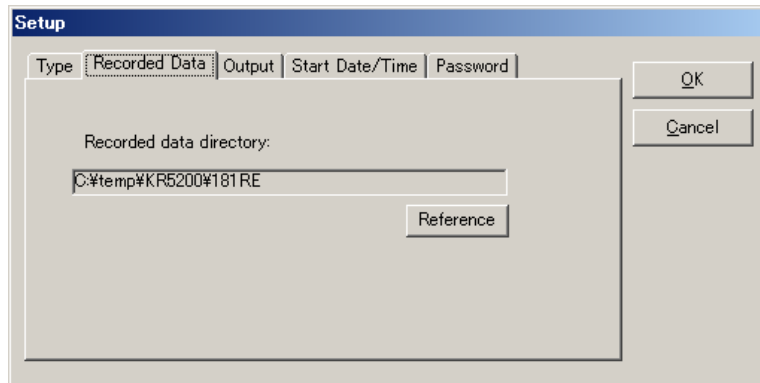 Setup
Type Recorded Data Output Start Date/Time Password
OK
Cancel
Recorded data directory:
C:¥temp¥KR5200¥181RE
Reference